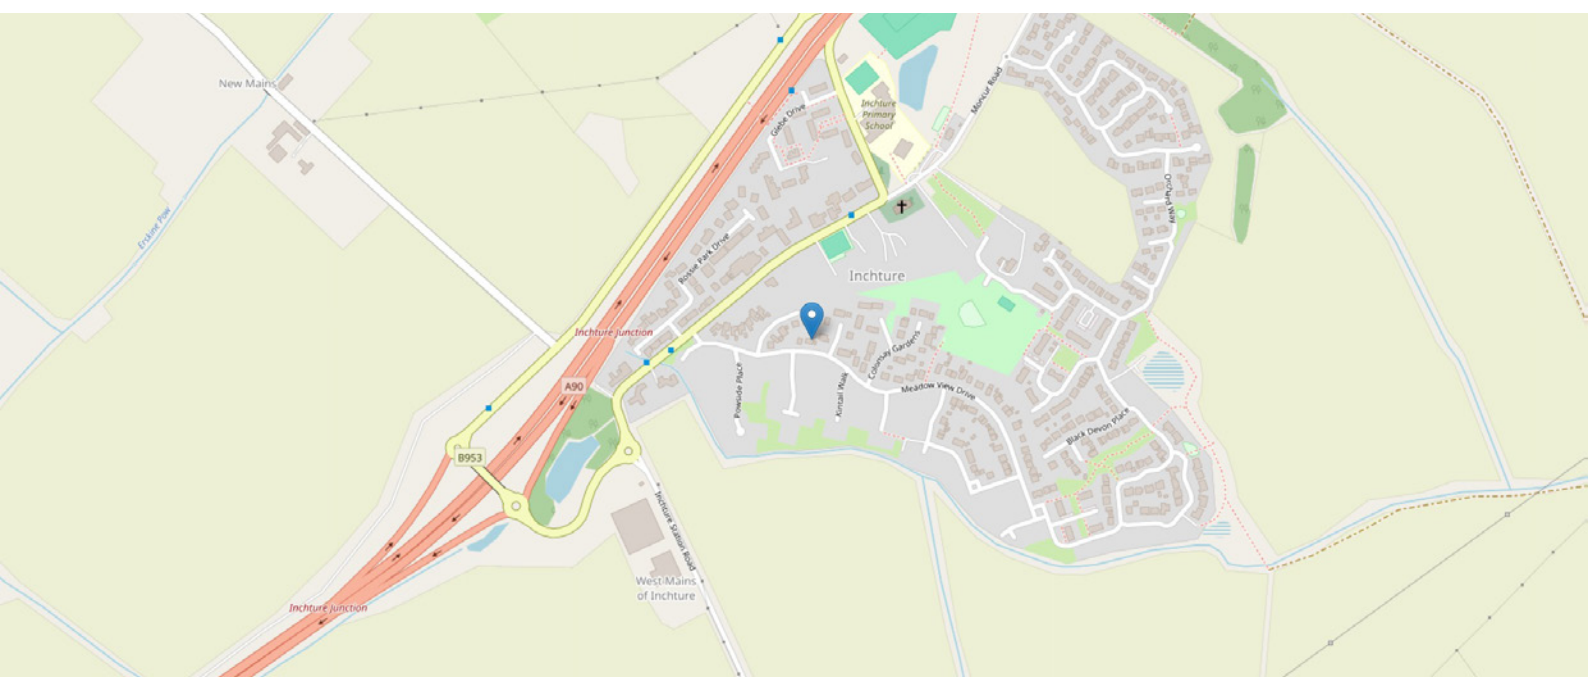 New Mains
Erskine Pow
Glebe Drive
Inchture
Primary
School
Moncur Road
Orchard Way
Rossie Park Drive
Inchture
Inchture Junction
A90
Colonsay Gardens
Powside Place
Kintail Walk
Meadow View Drive
Black Devon Place
B953
Inchture Station Road
West Mains
of Inchture
Inchture Junction